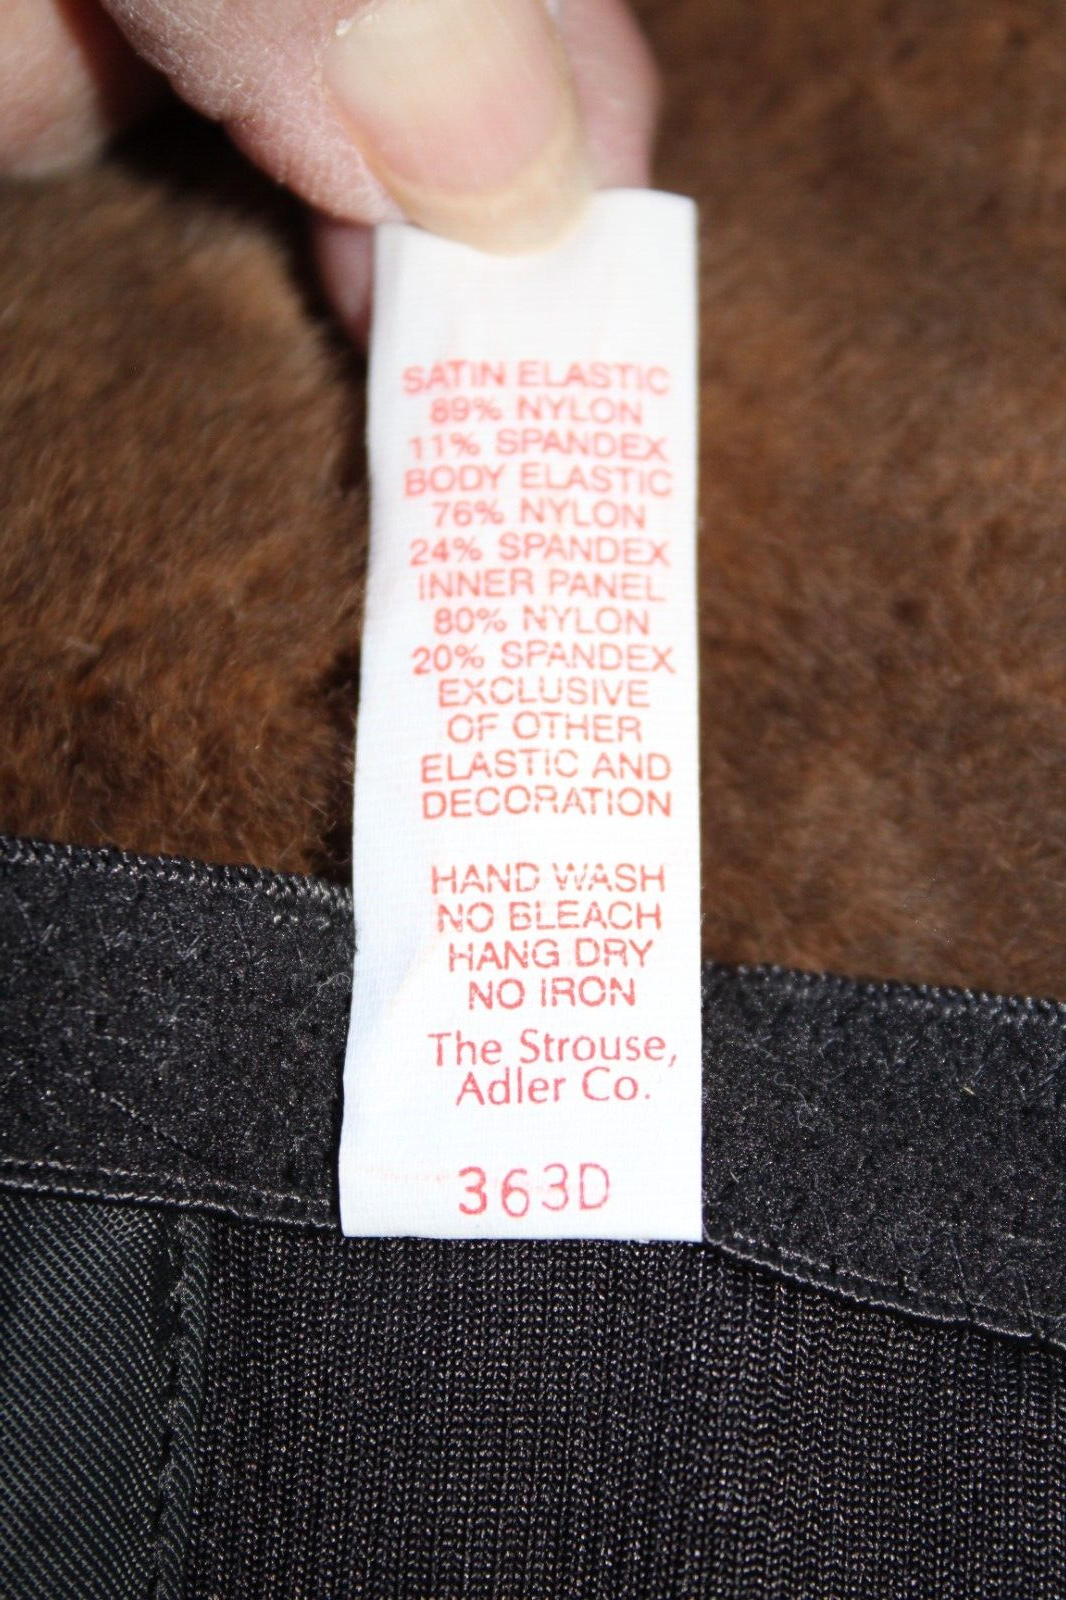 SATIN ELASTIC
89% NYLON
11% SPANDEX
BODY ELASTIC
76% NYLON
24% SPANDEX
INNER PANEL
80% NYLON
20% SPANDEX
EXCLUSIVE
OF OTHER
ELASTIC AND
DECORATION
HAND WASH
NO BLEACH
HANG DRY
NO IRON
The Strouse,
Adler Co.
363D